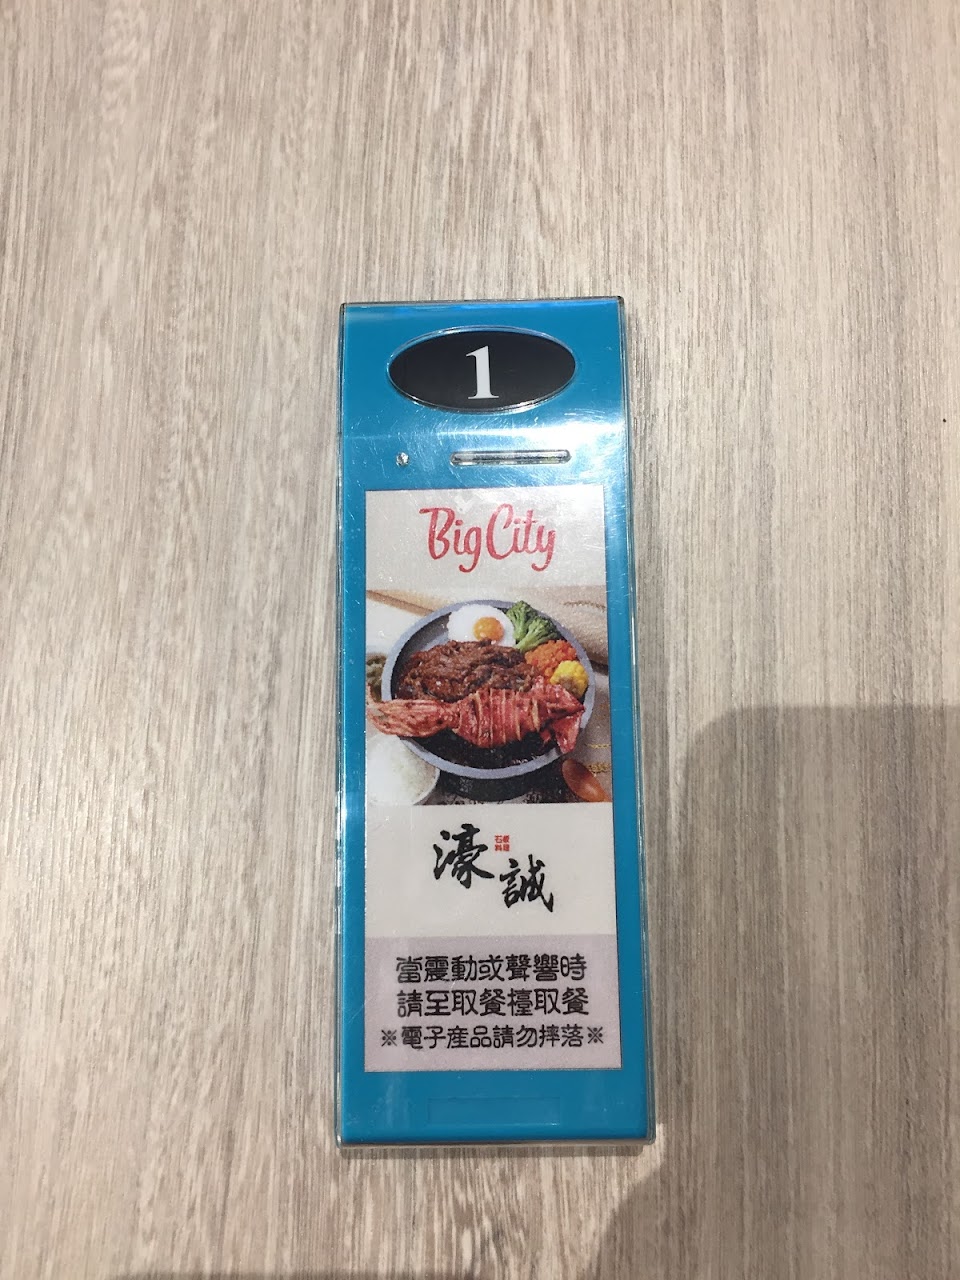 1
Big City
濠誠
石板
料理
當震動或聲響時
請至取餐檯取餐
※電子產品請勿摔落※